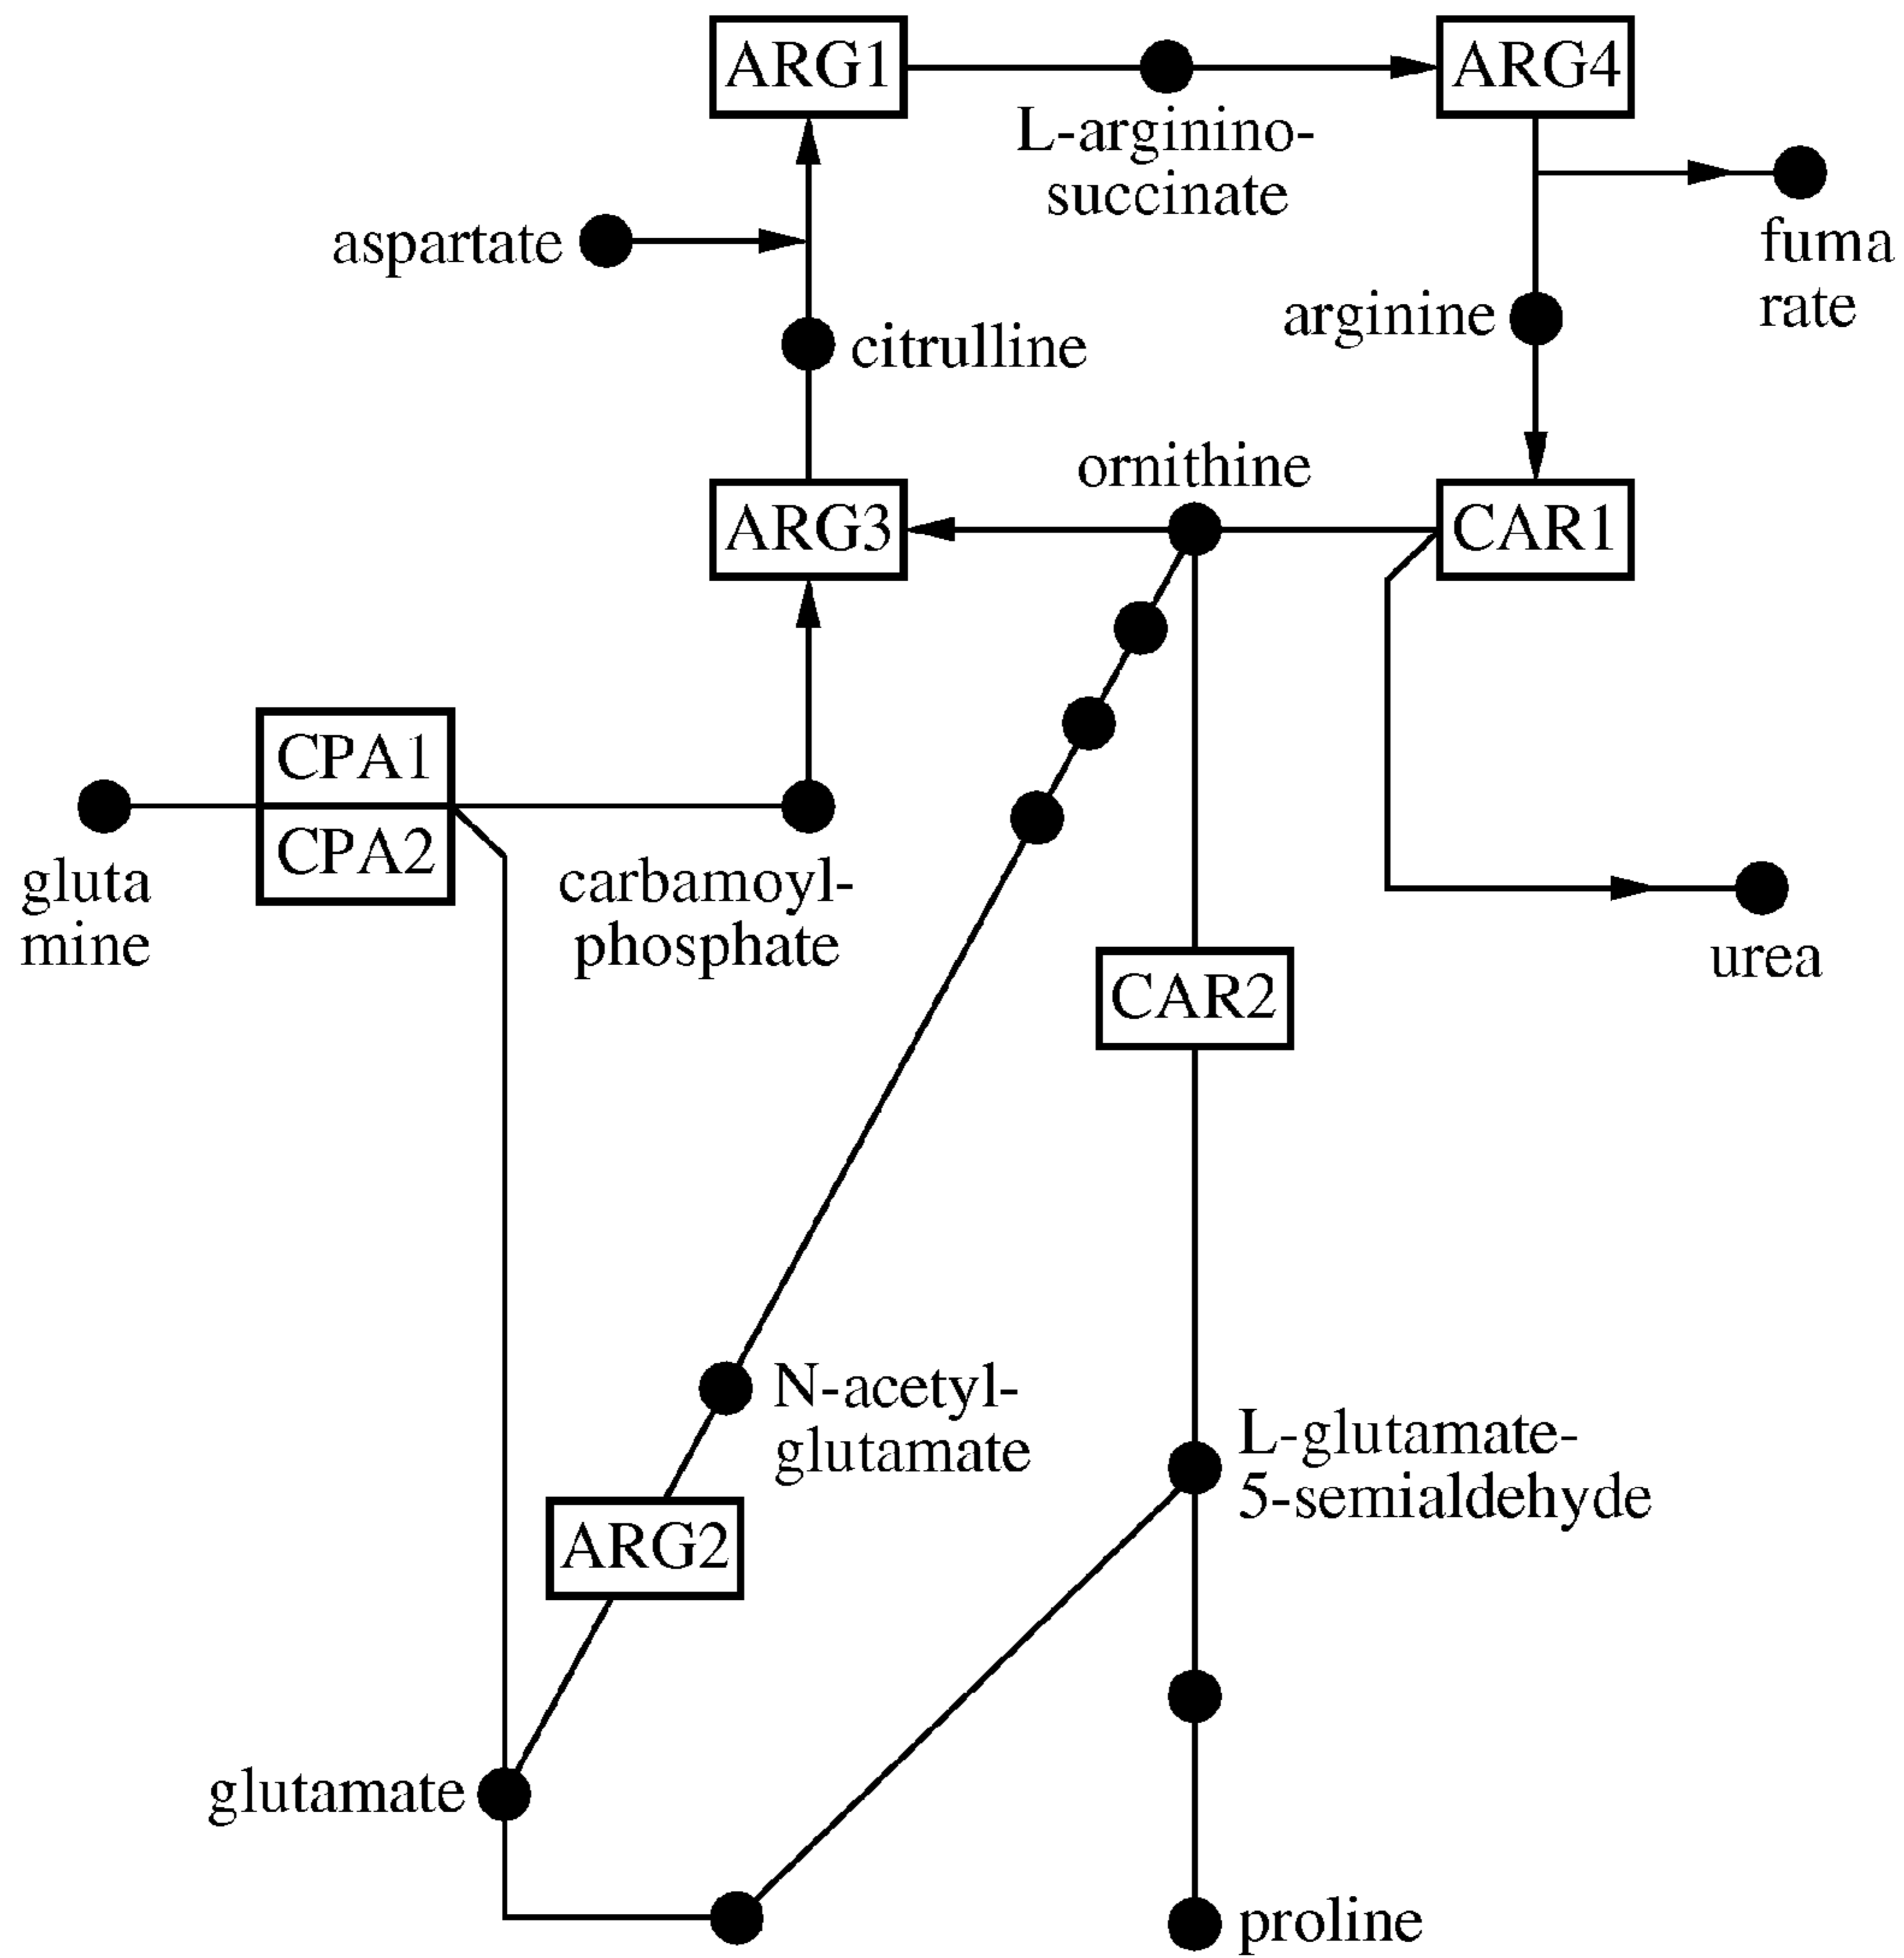 ARG1
ARG4
L-arginino-
succinate
aspartate
fuma
rate
arginine
citrulline
ornithine
ARG3
CAR1
CPA1
CPA2
gluta
mine
carbamoyl-
phosphate
urea
CAR2
N-acetyl-
glutamate
L-glutamate-
5-semialdehyde
ARG2
glutamate
proline